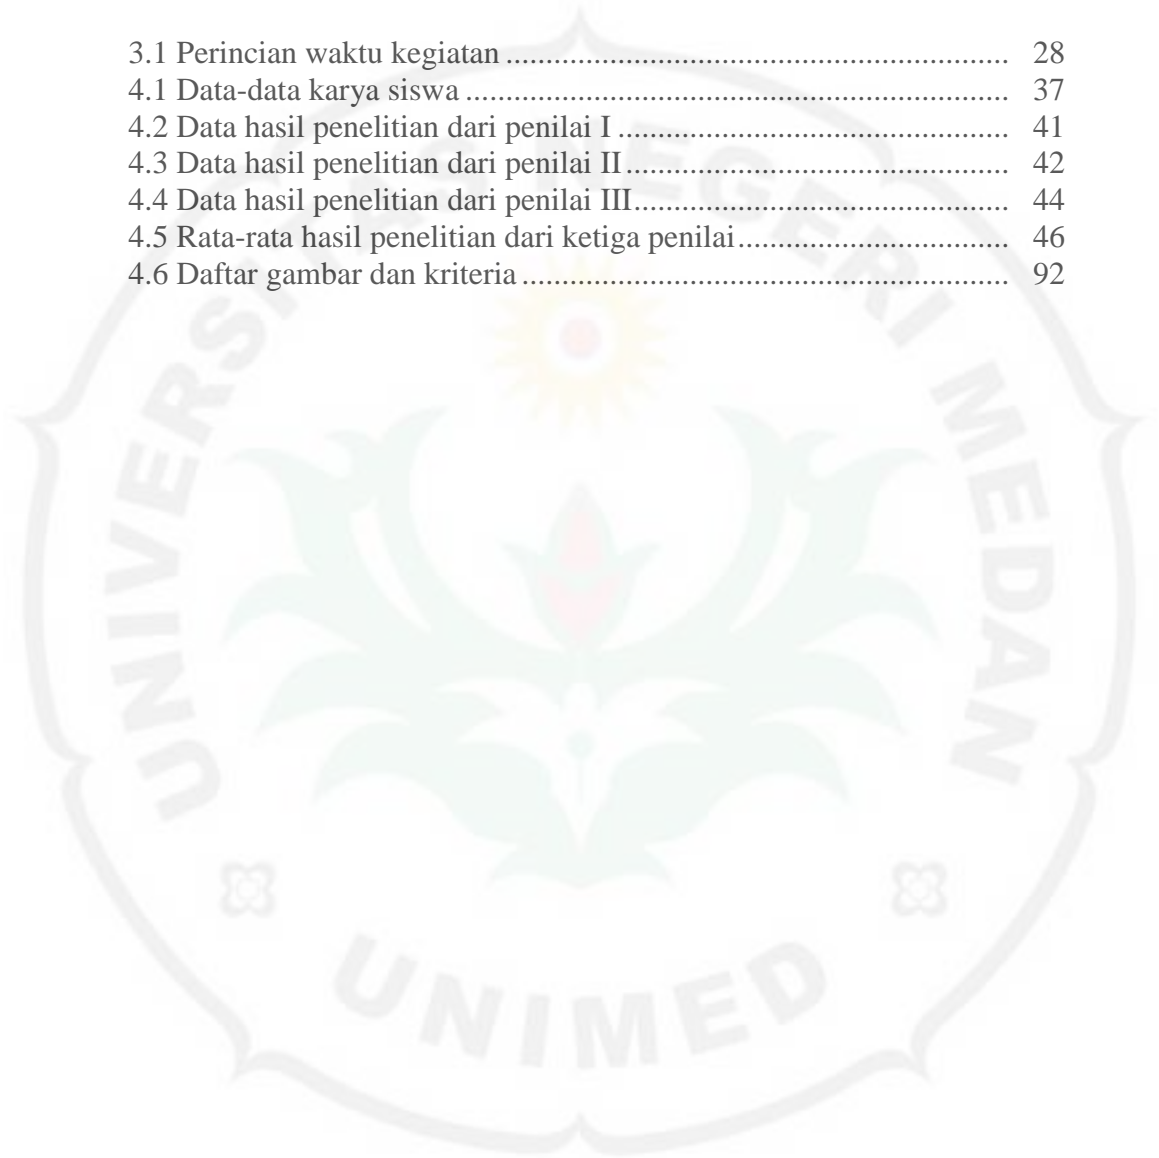 3.1 Perincian waktu kegiatan ............................................................... 28
4.1 Data-data karya siswa .................................................................... 37
4.2 Data hasil penelitian dari penilai I ................................................. 41
4.3 Data hasil penelitian dari penilai II ................................................ 42
4.4 Data hasil penelitian dari penilai III............................................... 44
4.5 Rata-rata hasil penelitian dari ketiga penilai.................................. 46
4.6 Daftar gambar dan kriteria ............................................................. 92
UNIVERSITAS NEGERI MEDAN
UNIMED